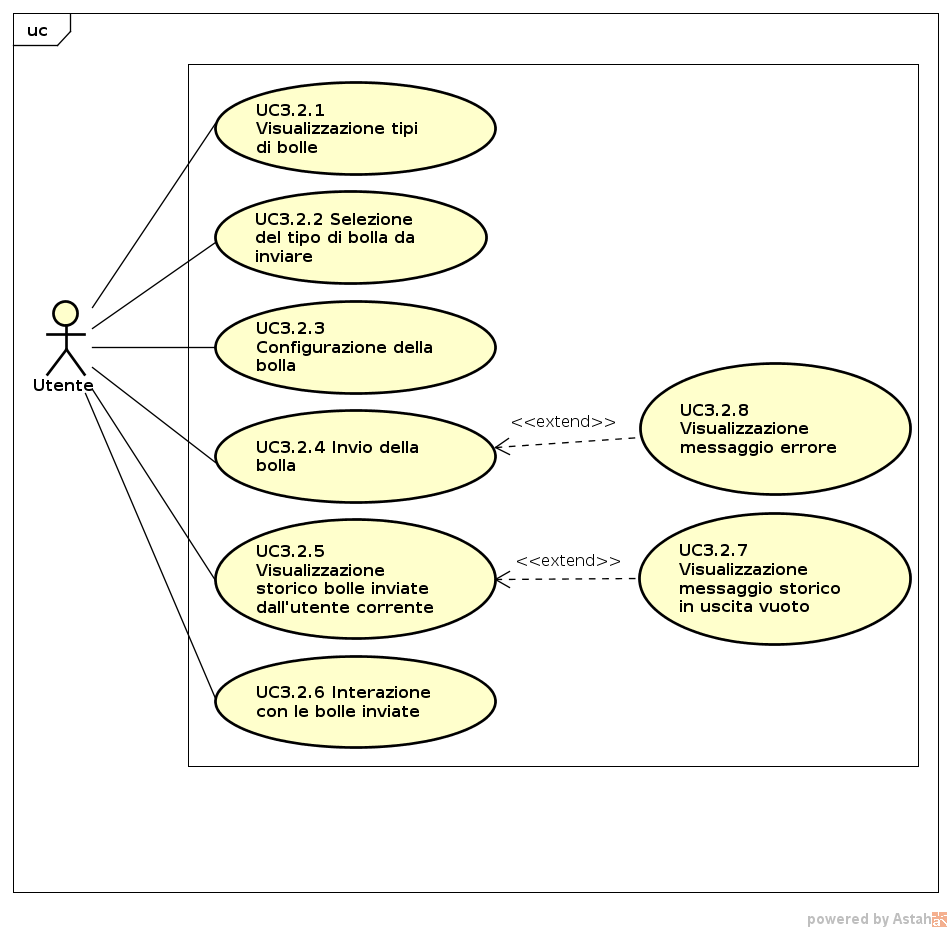 uc
UC3.2.1
Visualizzazione tipi
di bolle
UC3.2.2 Selezione
del tipo di bolla da
inviare
UC3.2.3
Configurazione della
bolla
Utente
UC3.2.4 Invio della
bolla
<<extend>>
UC3.2.8
Visualizzazione
messaggio errore
UC3.2.5
Visualizzazione
storico bolle inviate
dall'utente corrente
<<extend>>
UC3.2.7
Visualizzazione
messaggio storico
in uscita vuoto
UC3.2.6 Interazione
con le bolle inviate
powered by Astah